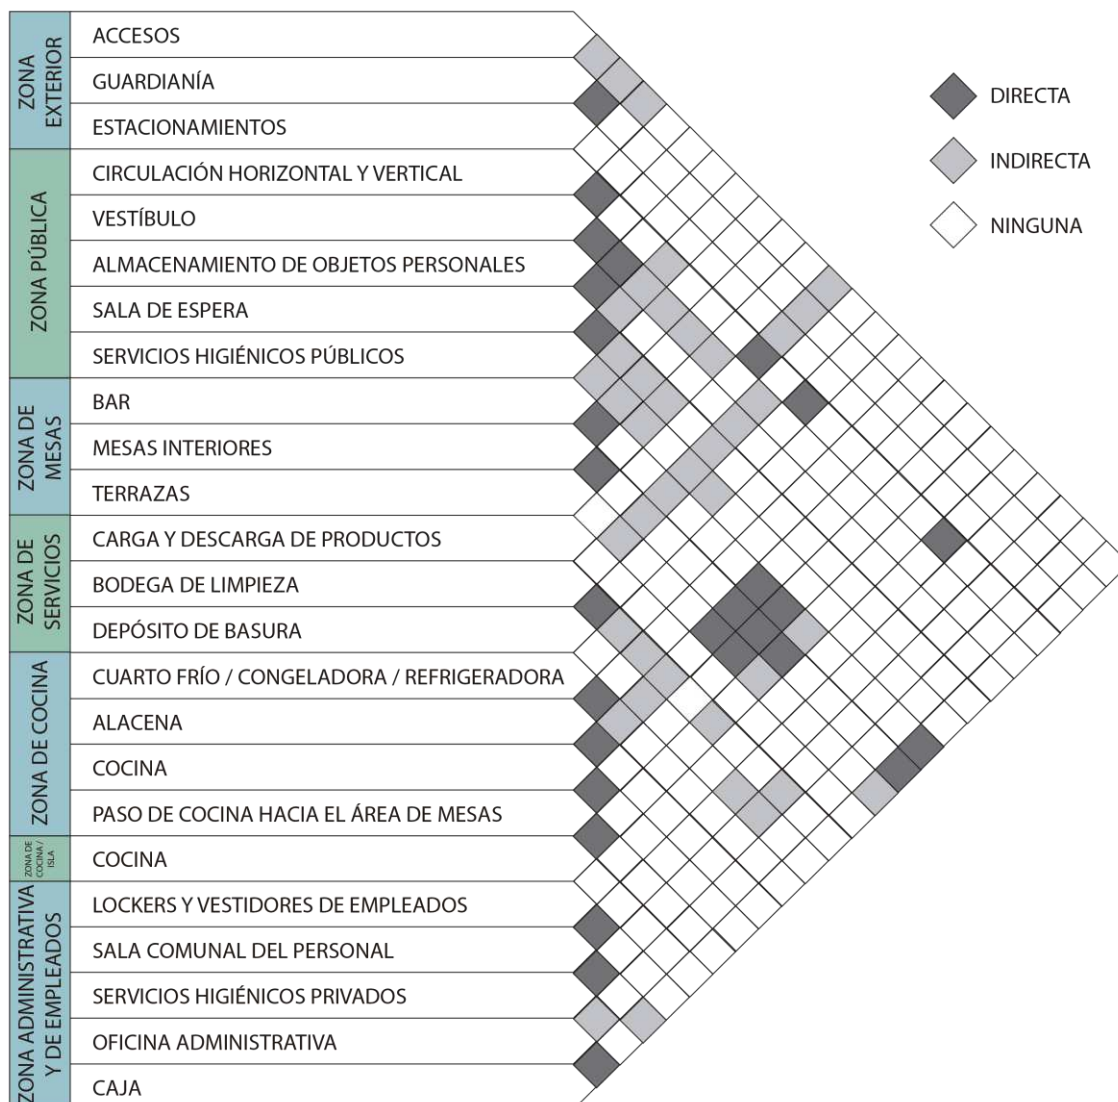 ZONA
EXTERIOR
ACCESOS
GUARDIANÍA
ESTACIONAMIENTOS
ZONA PÚBLICA
CIRCULACIÓN HORIZONTAL Y VERTICAL
VESTÍBULO
ALMACENAMIENTO DE OBJETOS PERSONALES
SALA DE ESPERA
SERVICIOS HIGIÉNICOS PÚBLICOS
ZONA DE
MESAS
BAR
MESAS INTERIORES
TERRAZAS
ZONA DE
SERVICIOS
CARGA Y DESCARGA DE PRODUCTOS
BODEGA DE LIMPIEZA
DEPÓSITO DE BASURA
ZONA DE COCINA
CUARTO FRÍO / CONGELADORA / REFRIGERADORA
ALACENA
COCINA
PASO DE COCINA HACIA EL ÁREA DE MESAS
ZONA DE
COCINA /
ISLA
COCINA
ZONA ADMINISTRATIVA
Y DE EMPLEADOS
LOCKERS Y VESTIDORES DE EMPLEADOS
SALA COMUNAL DEL PERSONAL
SERVICIOS HIGIÉNICOS PRIVADOS
OFICINA ADMINISTRATIVA
CAJA
DIRECTA
INDIRECTA
NINGUNA